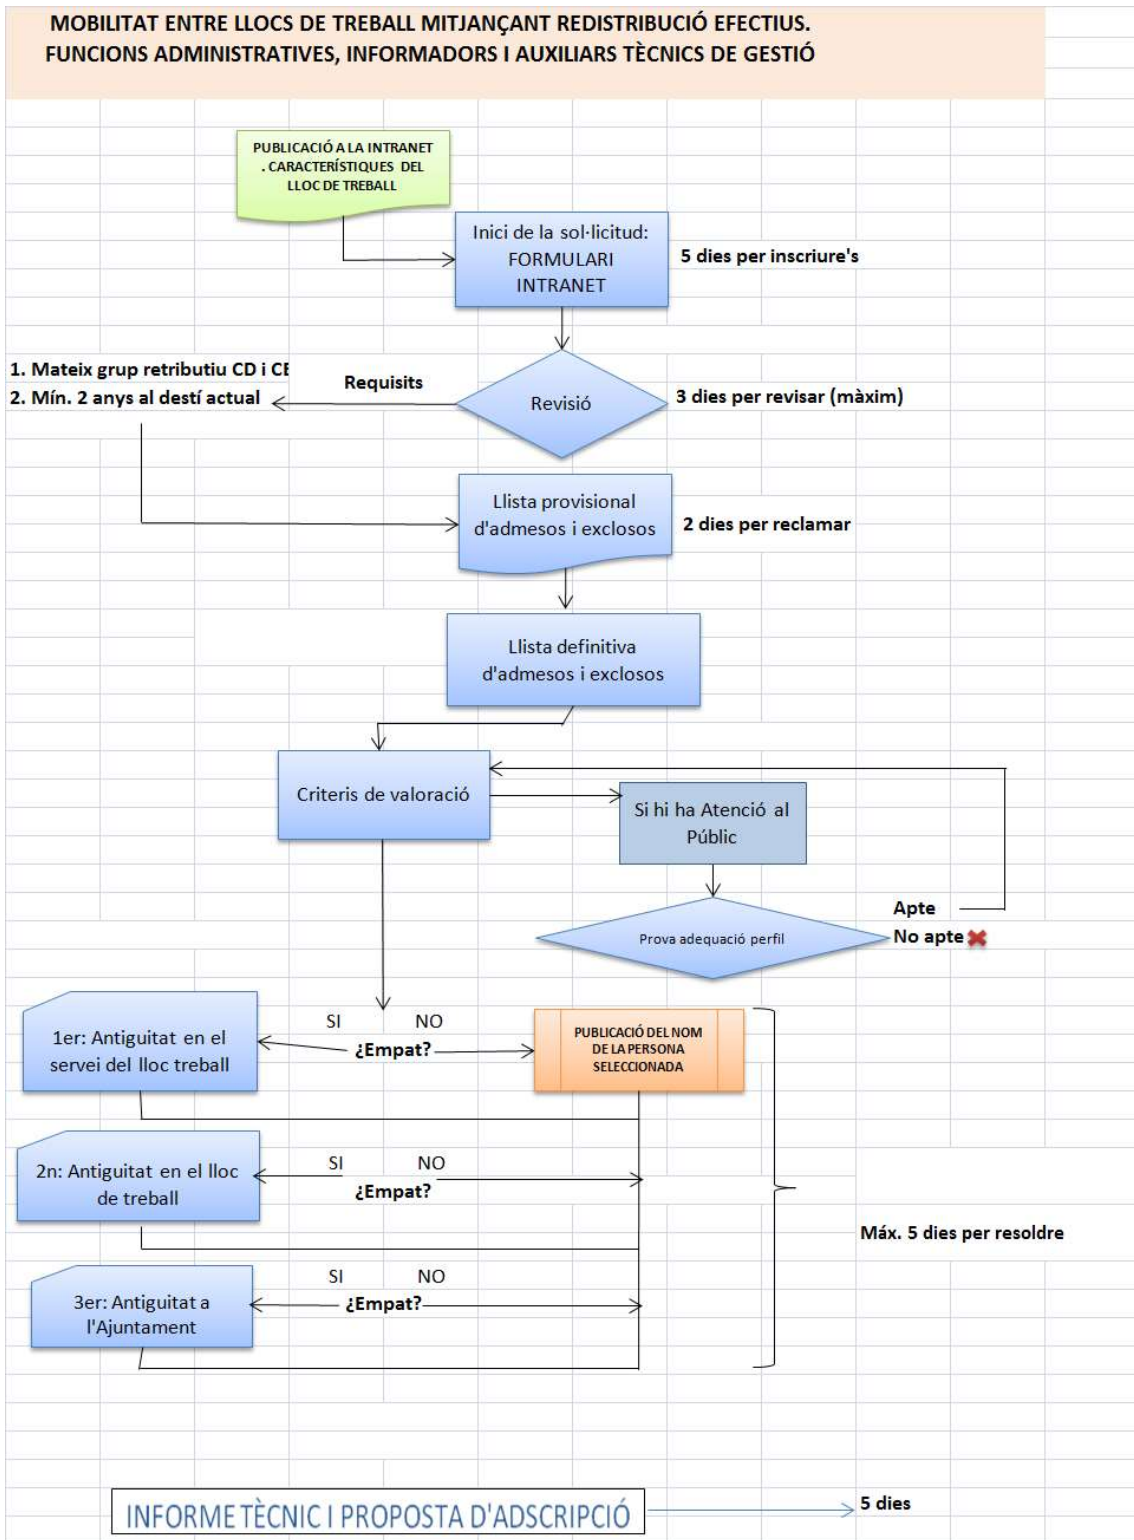 MOBILITAT ENTRE LLOCS DE TREBALL MITJANÇANT REDISTRIBUCIÓ EFECTIUS.
FUNCIONS ADMINISTRATIVES, INFORMADORS I AUXILIARS TÈCNICS DE GESTIÓ
PUBLICACIÓ A LA INTRANET
. CARACTERÍSTIQUES DEL
LLOC DE TREBALL
Inici de la sol·licitud:
FORMULARI
INTRANET
5 dies per inscriure's
1. Mateix grup retributiu CD i CE
2. Mín. 2 anys al destí actual
Requisits
Revisió
3 dies per revisar (màxim)
Llista provisional
d'admesos i exclosos
2 dies per reclamar
Llista definitiva
d'admesos i exclosos
Criteris de valoració
Si hi ha Atenció al
Públic
Prova adequació perfil
Apte
No apte
1er: Antiguitat en el
servei del lloc treball
SI NO
¿Empat?
PUBLICACIÓ DEL NOM
DE LA PERSONA
SELECCIONADA
2n: Antiguitat en el lloc
de treball
SI NO
¿Empat?
Máx. 5 dies per resoldre
3er: Antiguitat a
l'Ajuntament
SI NO
¿Empat?
INFORME TÈCNIC I PROPOSTA D'ADSCRIPCIÓ
5 dies